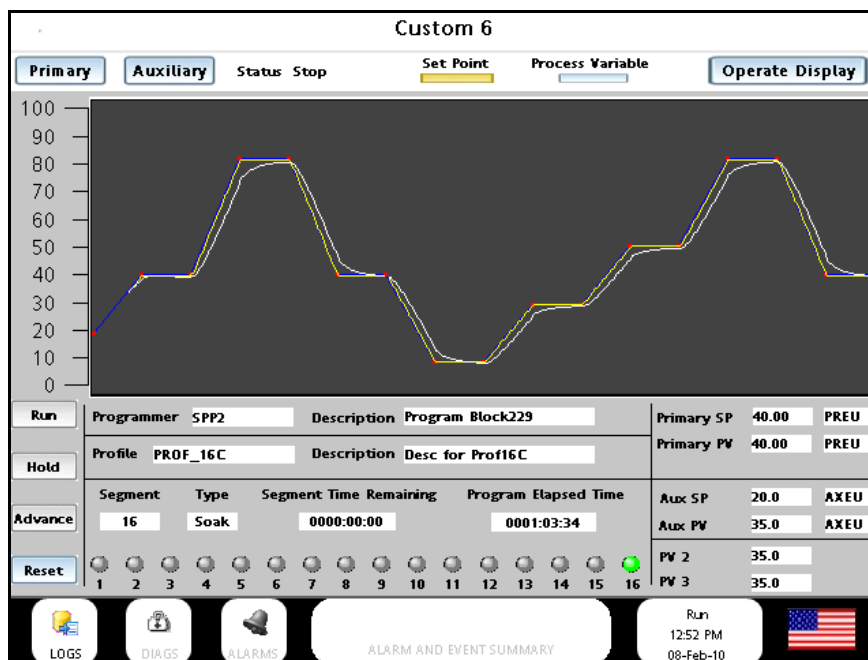 Custom 6
Primary Auxiliary Status Stop Set Point Process Variable Operate Display
100
90
80
70
60
50
40
30
20
10
0
Run Programmer SPP2 Description Program Block229 Primary SP 40.00 PREU
Primary PV 40.00 PREU
Hold Profile PROF_16C Description Desc for Prof16C
Segment Type Segment Time Remaining Program Elapsed Time Aux SP 20.0 AXEU
Advance 16 Soak 0000:00:00 0001:03:34 Aux PV 35.0 AXEU
PV 2 35.0
Reset 1 2 3 4 5 6 7 8 9 10 11 12 13 14 15 16 PV 3 35.0
LOGS DIAGS ALARMS ALARM AND EVENT SUMMARY Run
12:52 PM
08-Feb-10